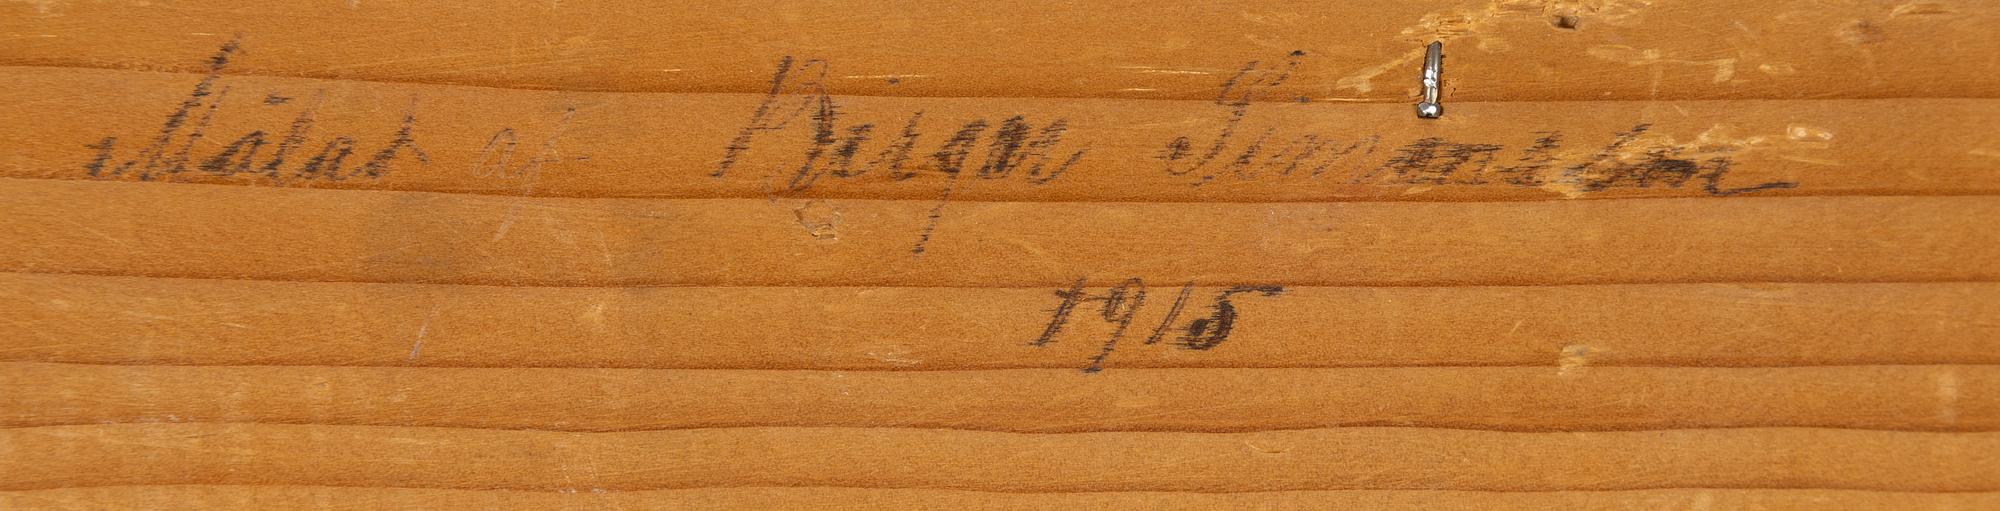 Målat af Birger Simonsson
1915